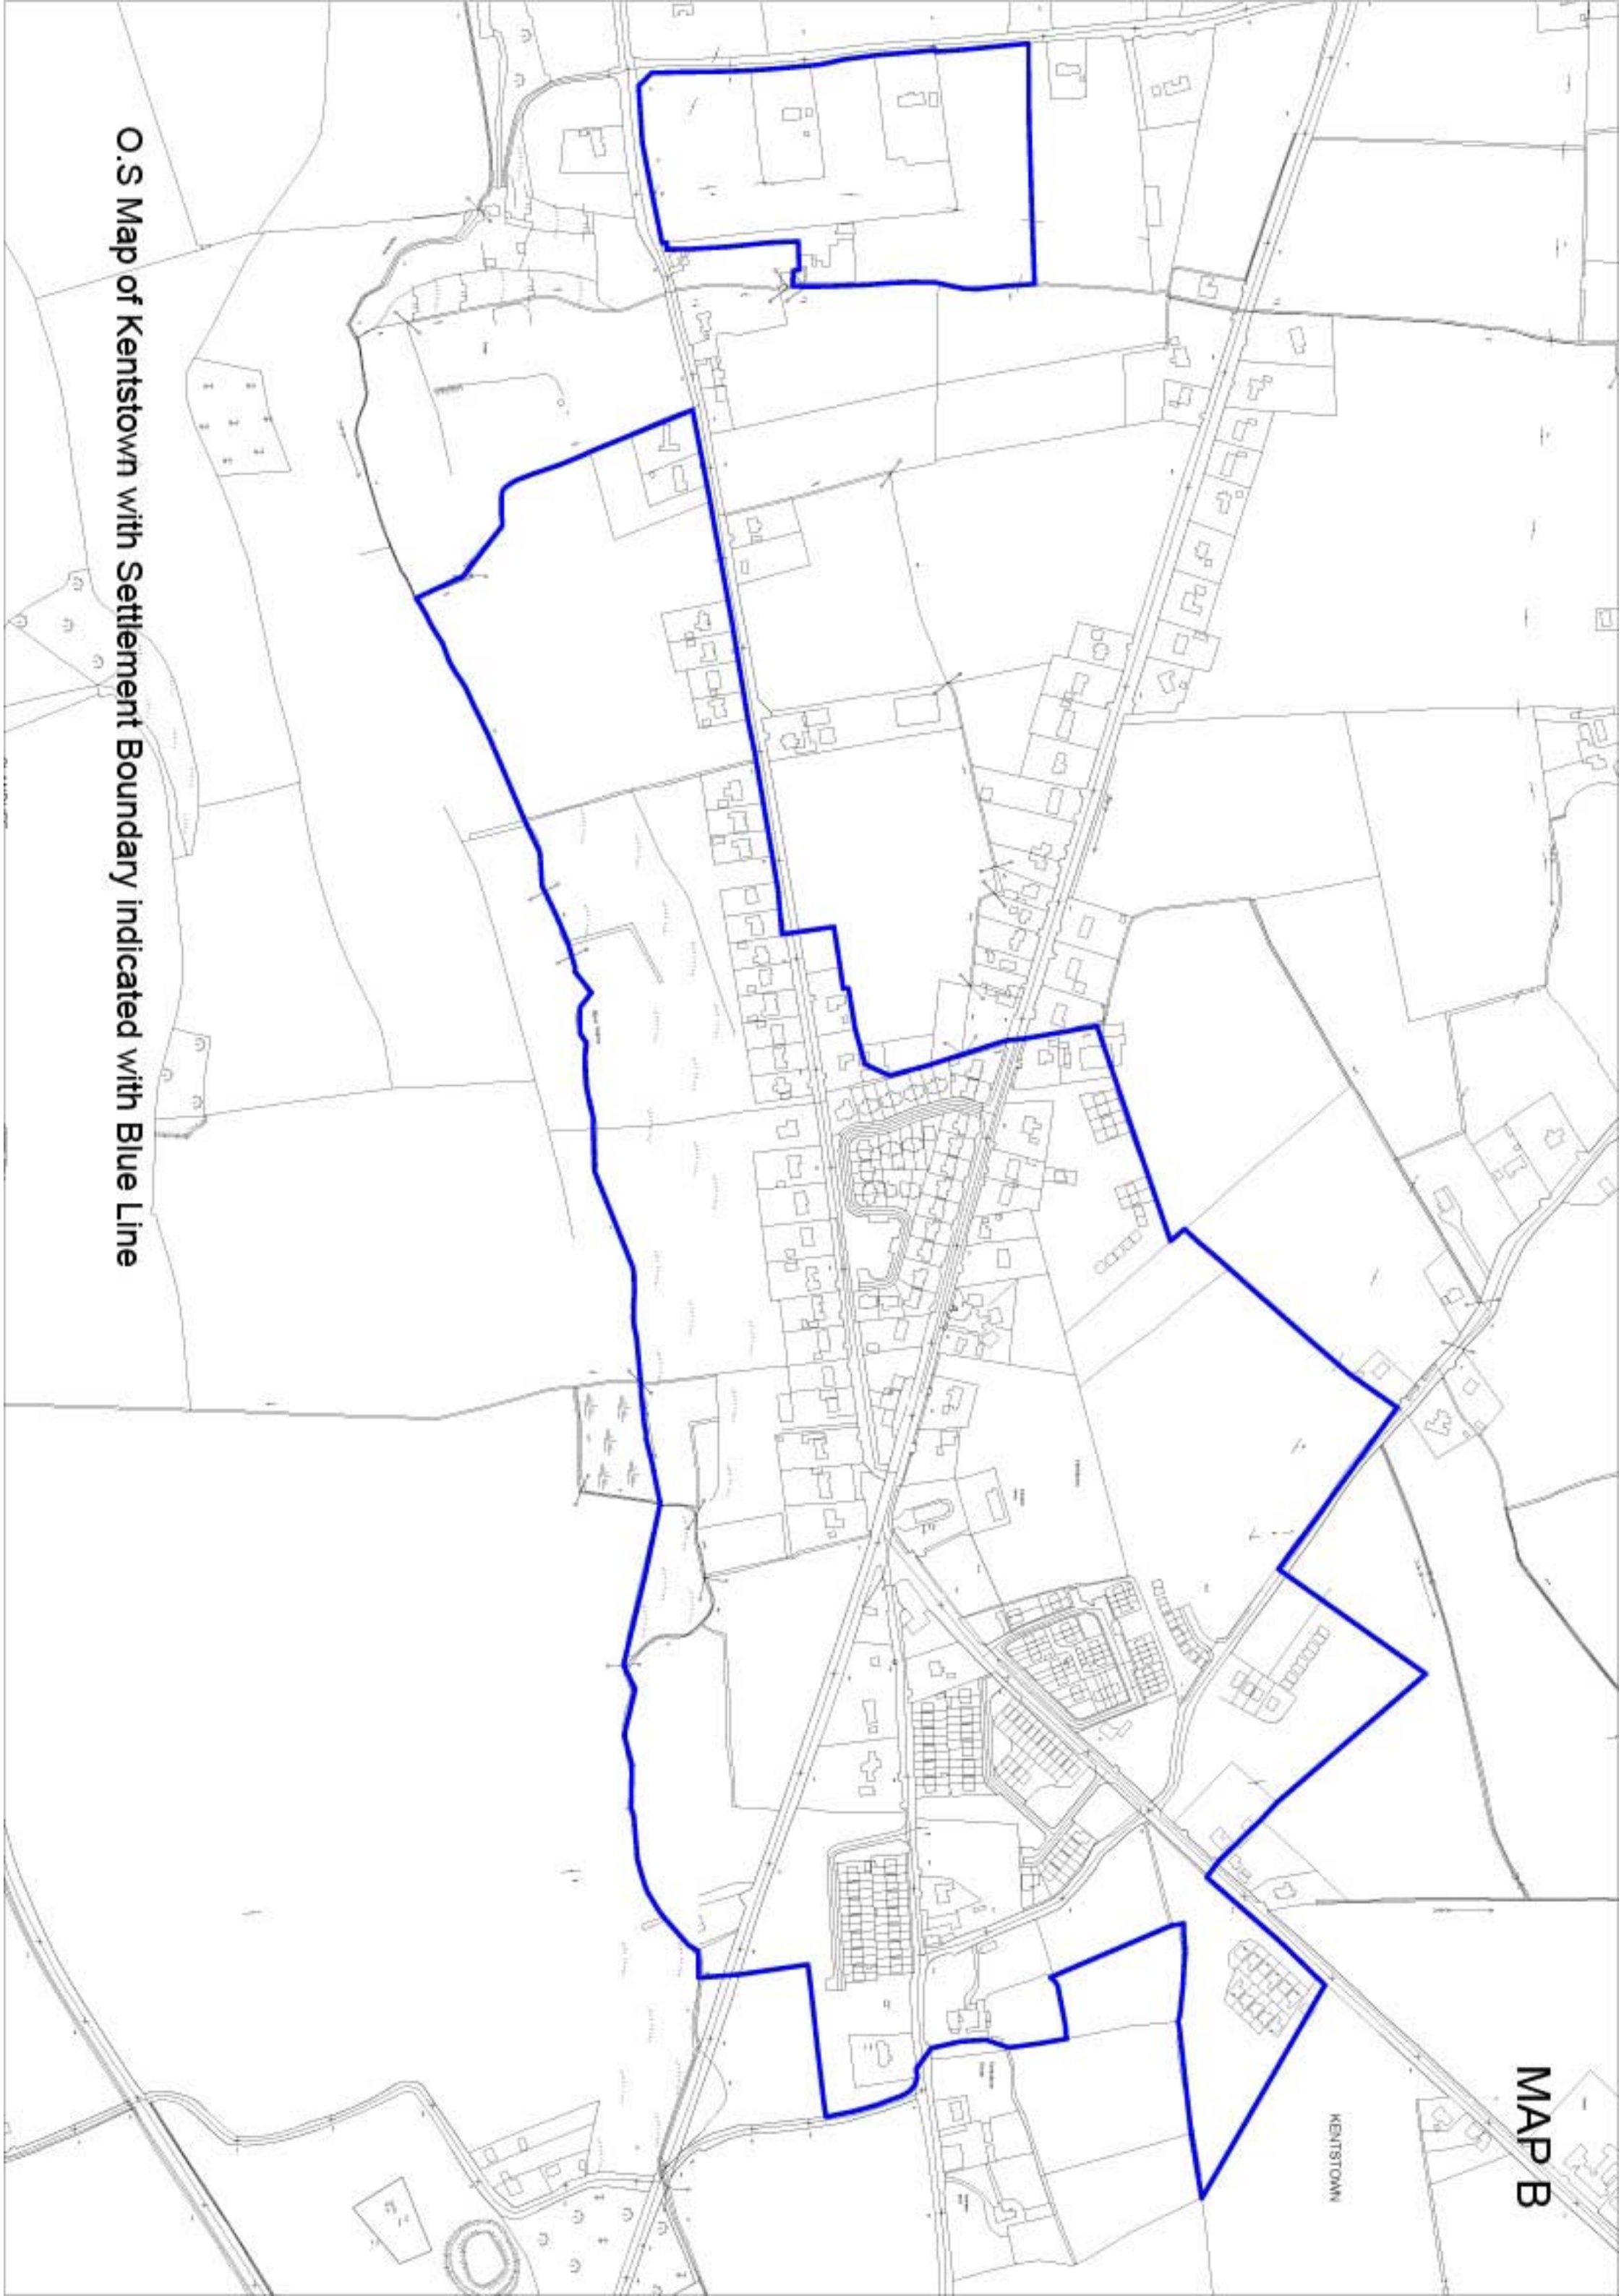 MAP B
KENTSTOWN
O.S Map of Kentstown with Settlement Boundary indicated with Blue Line